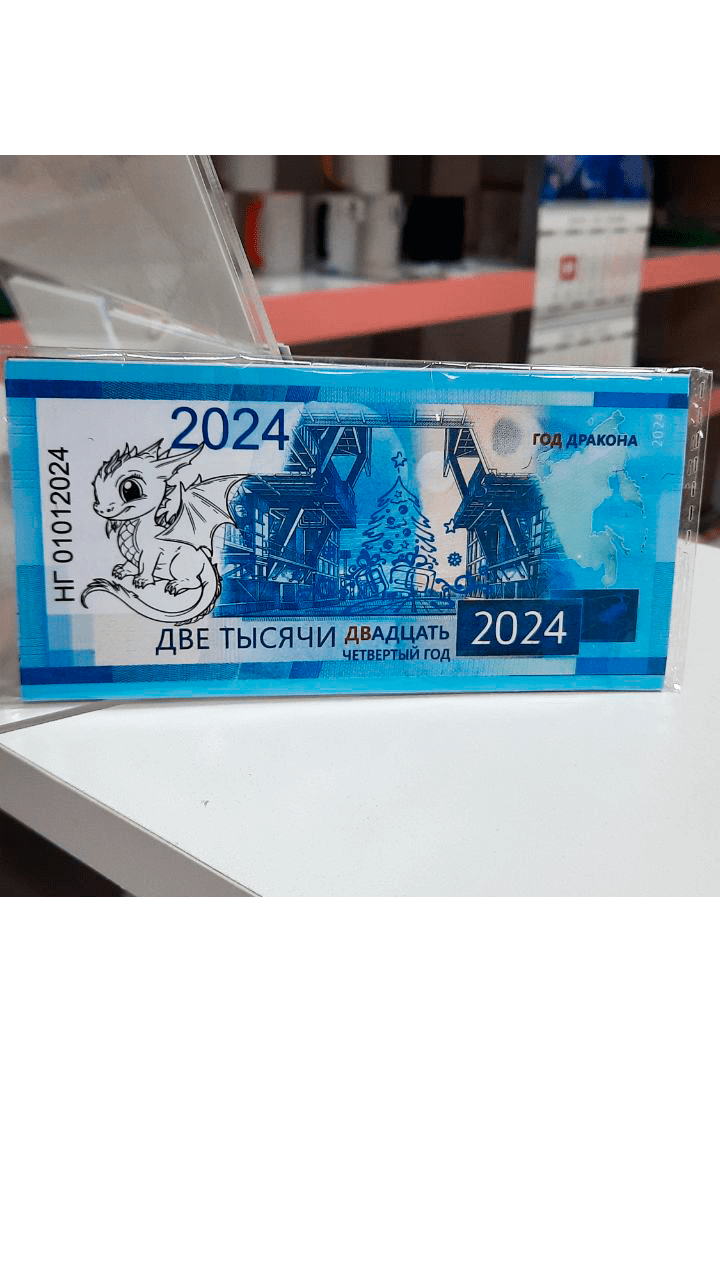 2024
ГОД ДРАКОНА
2024
НГ 01012024
ДВЕ ТЫСЯЧИ ДВАДЦАТЬ
ЧЕТВЕРТЫЙ ГОД
2024